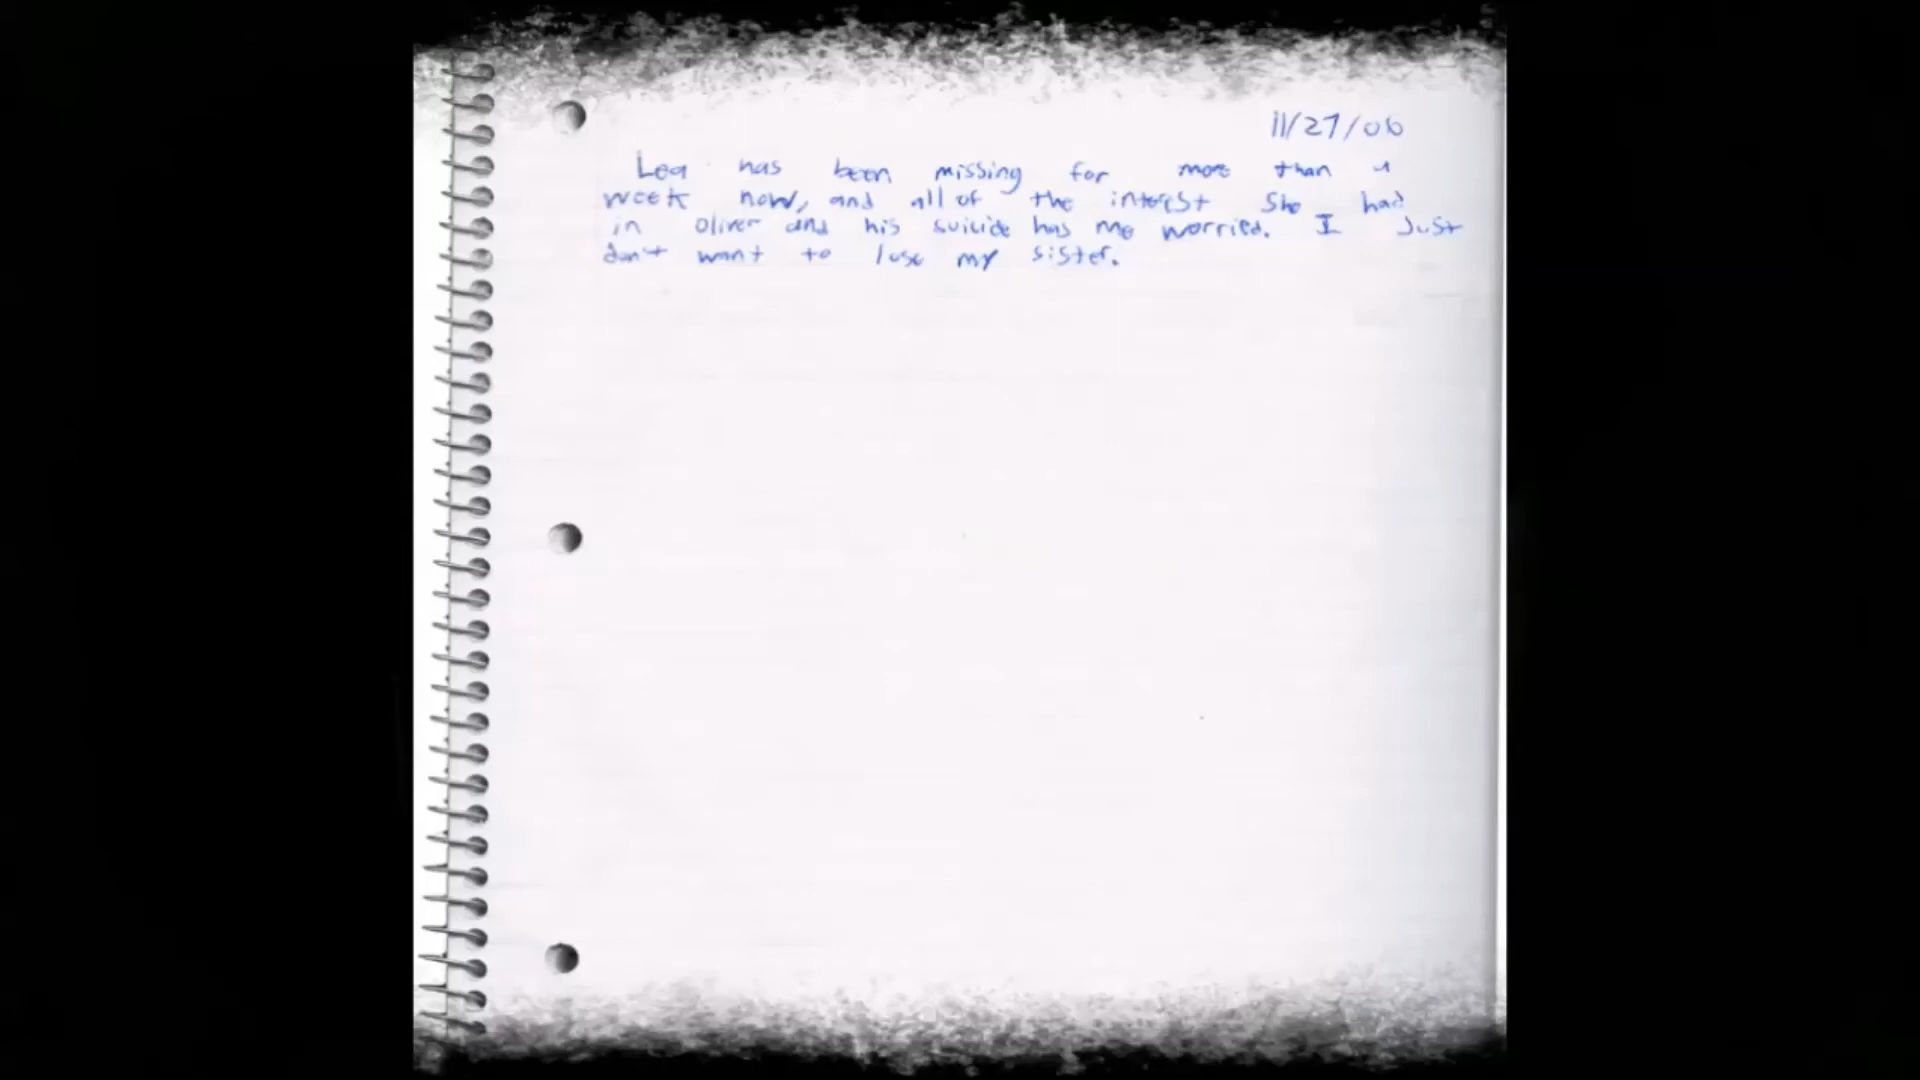 11/27/06
Lea has been missing for more than a
week now, and all of the interest she had
in Oliver and his suicide has me worried. I just
don't want to lose my sister.